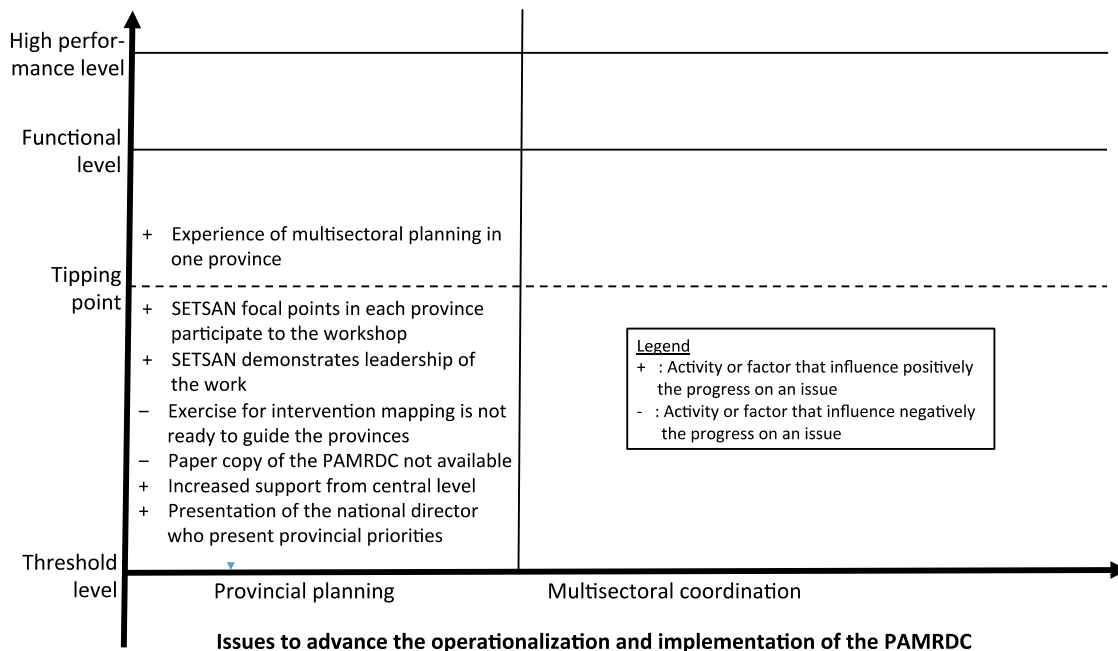 High perfor-
mance level
Functional
level
+ Experience of multisectoral planning in
one province
Tipping
point
+ SETSAN focal points in each province
participate to the workshop
+ SETSAN demonstrates leadership of
the work
– Exercise for intervention mapping is not
ready to guide the provinces
– Paper copy of the PAMRDC not available
+ Increased support from central level
+ Presentation of the national director
who present provincial priorities
Legend
+ : Activity or factor that influence positively
the progress on an issue
- : Activity or factor that influence negatively
the progress on an issue
Threshold
level
Provincial planning
Multisectoral coordination
Issues to advance the operationalization and implementation of the PAMRDC